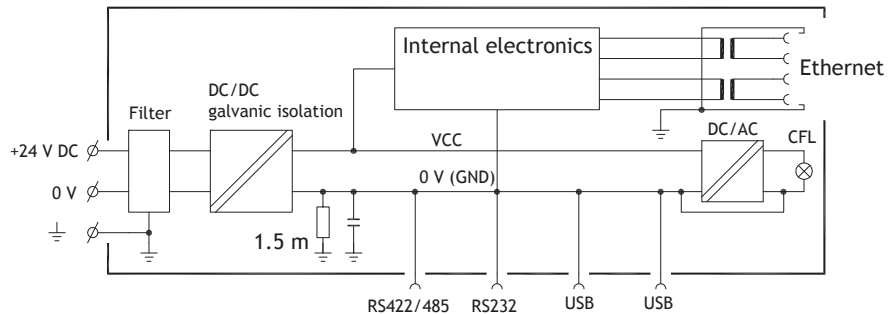 Internal electronics
Ethernet
DC/DC
galvanic isolation
Filter
DC/AC
CFL
+24 V DC
VCC
0 V
0 V (GND)
1.5 m
RS422/485
RS232
USB
USB